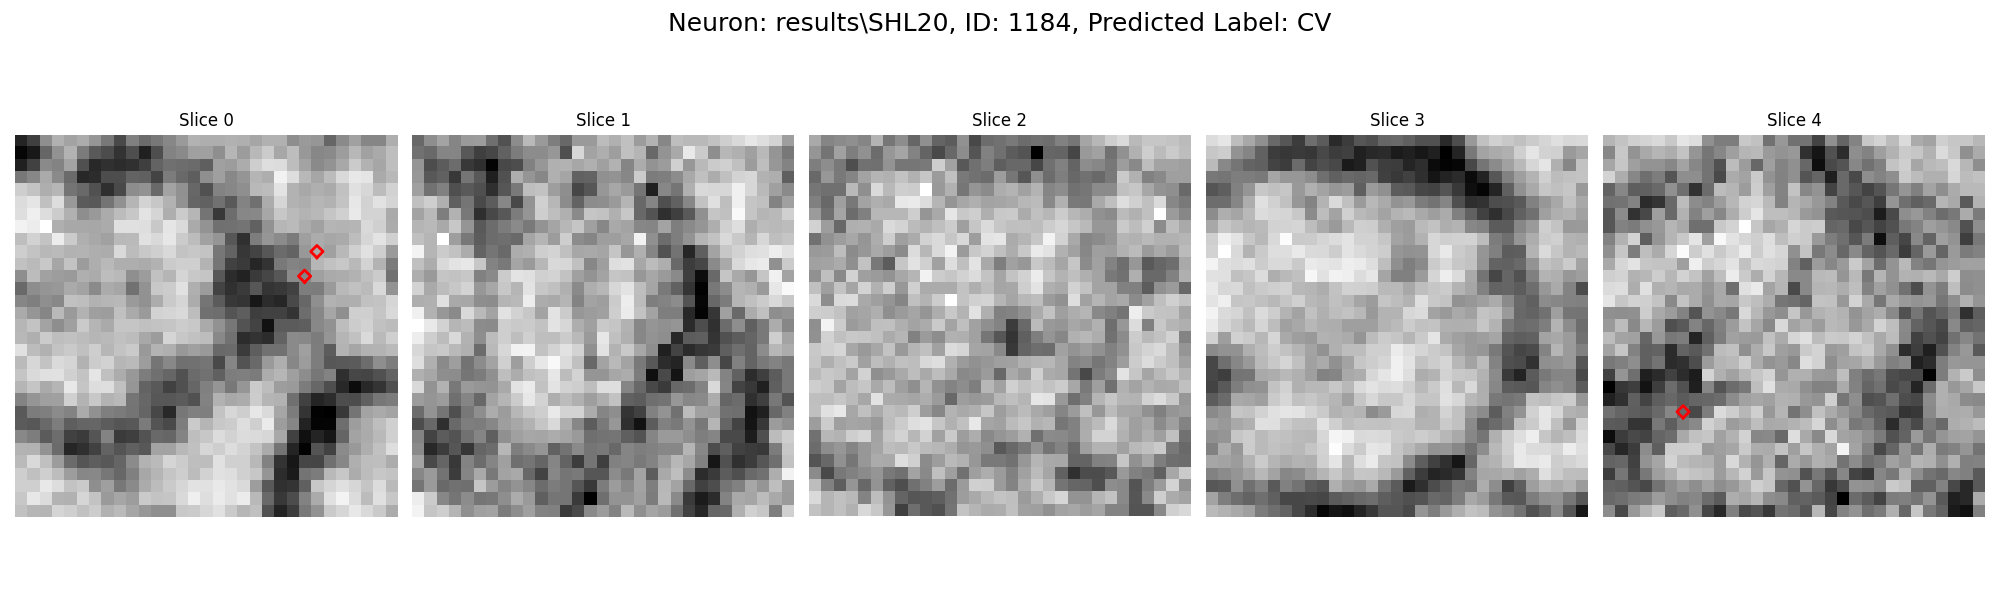 Neuron: results\SHL20, ID: 1184, Predicted Label: CV
Slice 0
Slice 1
Slice 2
Slice 3
Slice 4